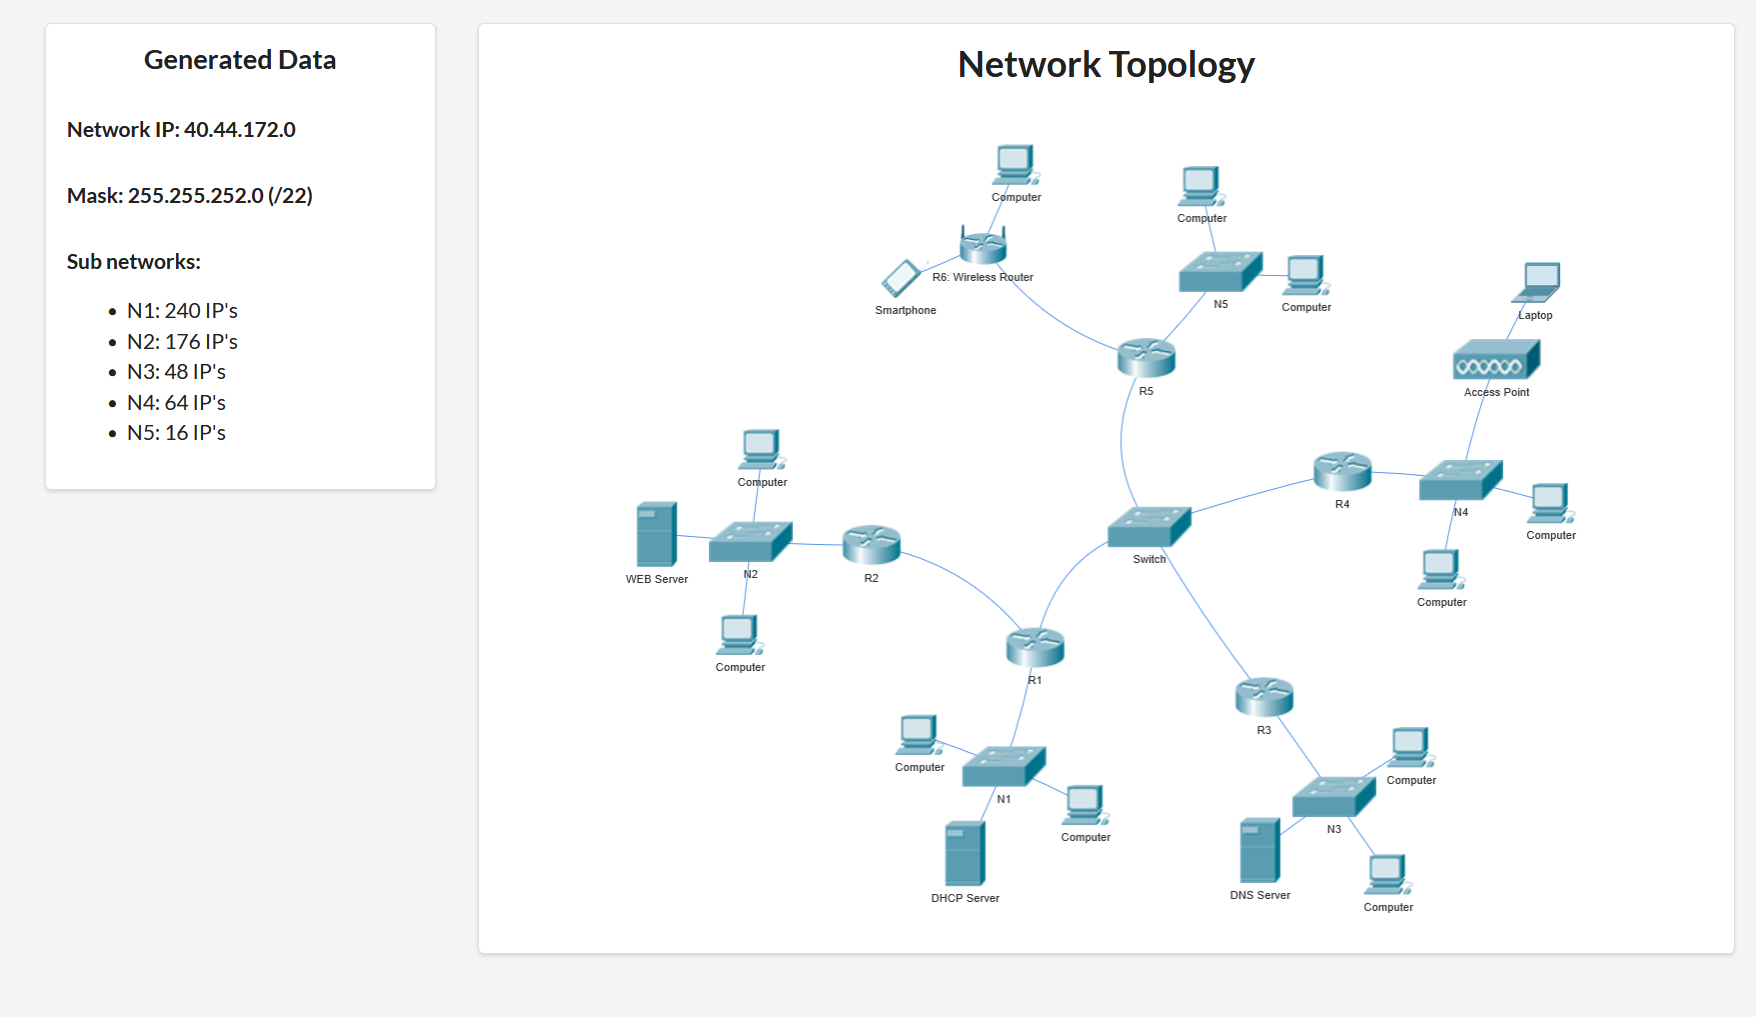 Generated Data
Network IP: 40.44.172.0
Mask: 255.255.252.0 (/22)
Sub networks:
• N1: 240 IP's
• N2: 176 IP's
• N3: 48 IP's
• N4: 64 IP's
• N5: 16 IP's
Network Topology
Computer
Computer
R6: Wireless Router
Smartphone
N5
Computer
Laptop
R5
Access Point
Computer
R4
N4
Computer
WEB Server
N2
R2
Switch
Computer
Computer
R1
R3
Computer
N1
Computer
DHCP Server
Computer
N3
DNS Server
Computer